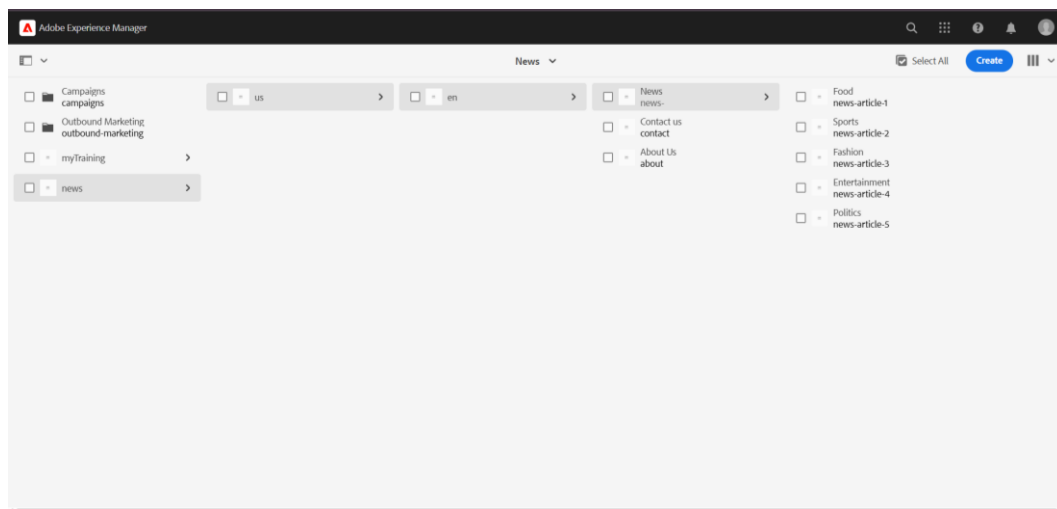 Adobe Experience Manager
News
Select All
Create
Campaigns
campaigns
Outbound Marketing
outbound-marketing
myTraining
news
us
en
News
news-
Contact us
contact
About Us
about
Food
news-article-1
Sports
news-article-2
Fashion
news-article-3
Entertainment
news-article-4
Politics
news-article-5